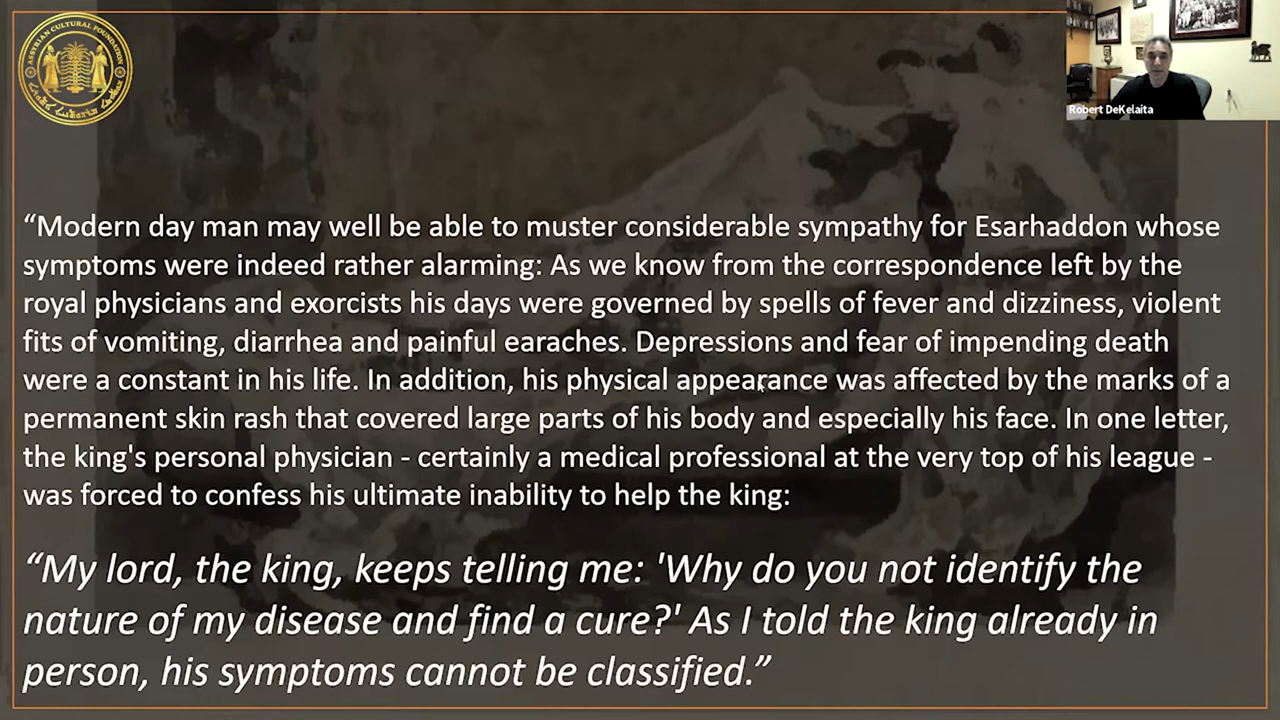 ASSYRIAN CULTURAL FOUNDATION
Robert DeKelaita
“Modern day man may well be able to muster considerable sympathy for Esarhaddon whose
symptoms were indeed rather alarming: As we know from the correspondence left by the
royal physicians and exorcists his days were governed by spells of fever and dizziness, violent
fits of vomiting, diarrhea and painful earaches. Depressions and fear of impending death
were a constant in his life. In addition, his physical appearance was affected by the marks of a
permanent skin rash that covered large parts of his body and especially his face. In one letter,
the king's personal physician - certainly a medical professional at the very top of his league -
was forced to confess his ultimate inability to help the king:
“My lord, the king, keeps telling me: 'Why do you not identify the
nature of my disease and find a cure?' As I told the king already in
person, his symptoms cannot be classified.”